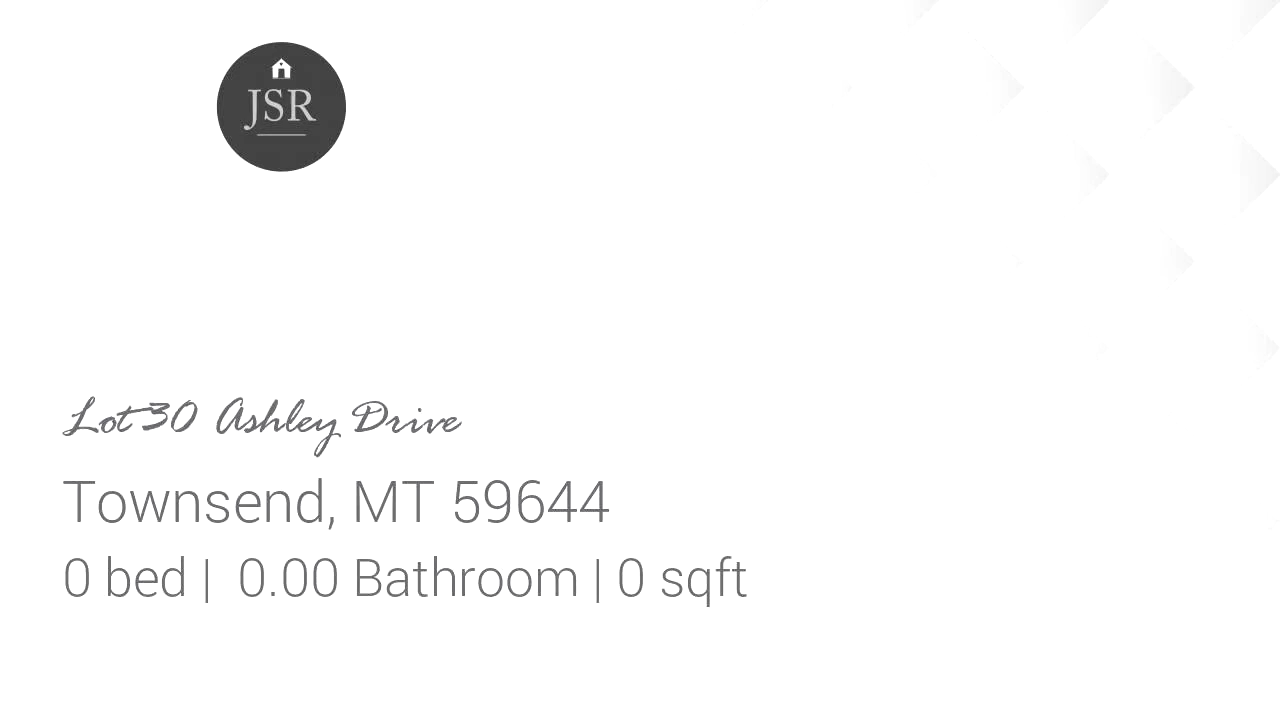 JSR
Lot 30 Ashley Drive
Townsend, MT 59644
0 bed | 0.00 Bathroom | 0 sqft